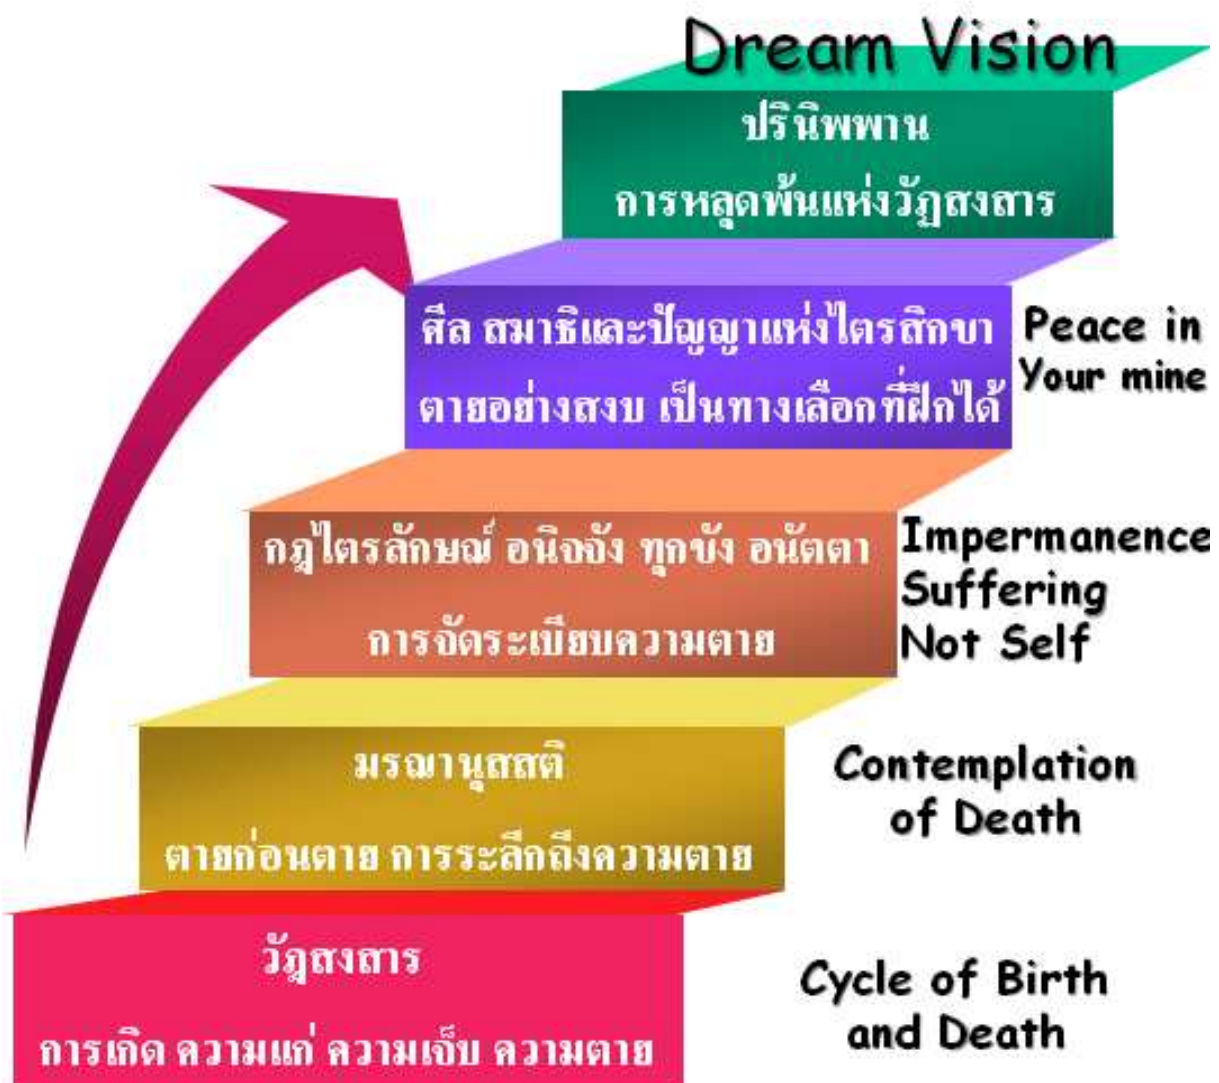 Dream Vision
ปรินิพพาน
การหลุดพ้นแห่งวัฏสงสาร
ศีล สมาธิและปัญญาแห่งไตรสิกขา
ตายอย่างสงบ เป็นทางเลือกที่ฝึกได้
Peace in
Your mine
กฎไตรลักษณ์ อนิจจัง ทุกขัง อนัตตา
การจัดระเบียบความตาย
Impermanence
Suffering
Not Self
มรณานุสสติ
ตายก่อนตาย การระลึกถึงความตาย
Contemplation
of Death
วัฎสงสาร
การเกิด ความแก่ ความเจ็บ ความตาย
Cycle of Birth
and Death